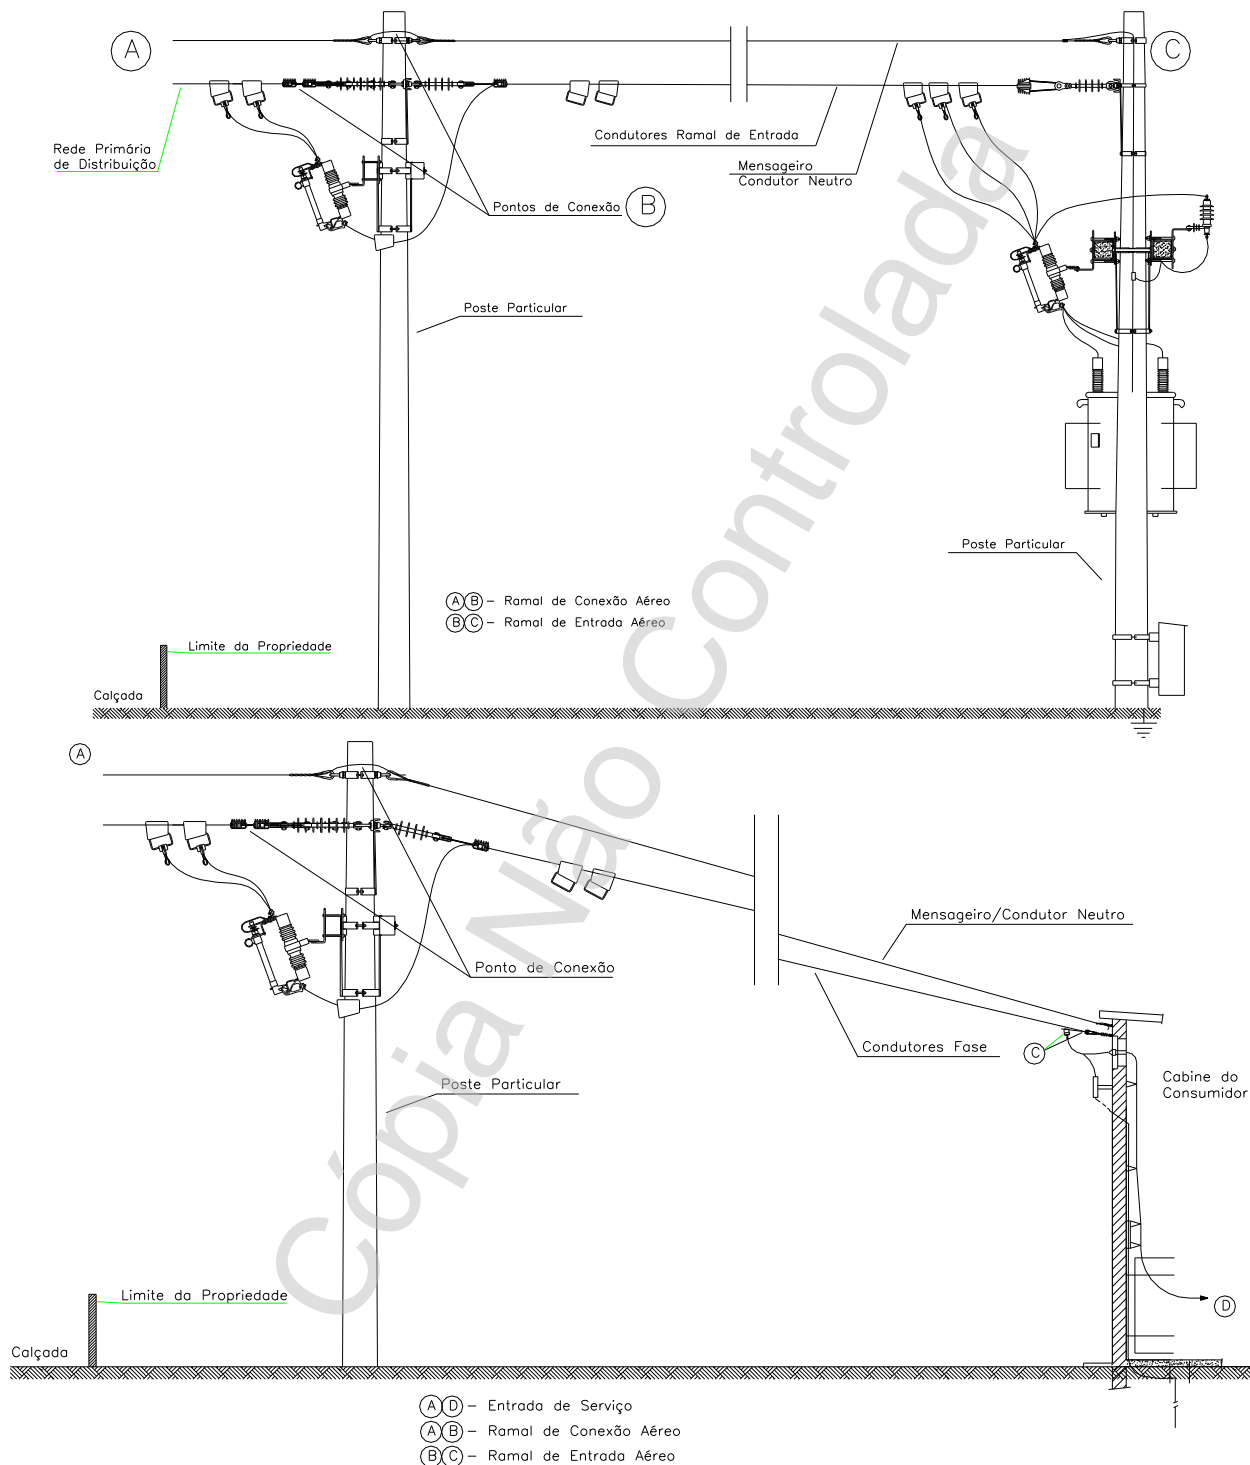 A
C
Rede Primária
de Distribuição
Condutores Ramal de Entrada
Mensageiro
Condutor Neutro
Pontos de Conexão
B
Poste Particular
Poste Particular
A B - Ramal de Conexão Aéreo
B C - Ramal de Entrada Aéreo
Limite da Propriedade
Calçada
A
Mensageiro/Condutor Neutro
Ponto de Conexão
Condutores Fase
C
Cabine do
Consumidor
Poste Particular
Limite da Propriedade
D
Calçada
A D - Entrada de Serviço
A B - Ramal de Conexão Aéreo
B C - Ramal de Entrada Aéreo
Cópia Não Controlada